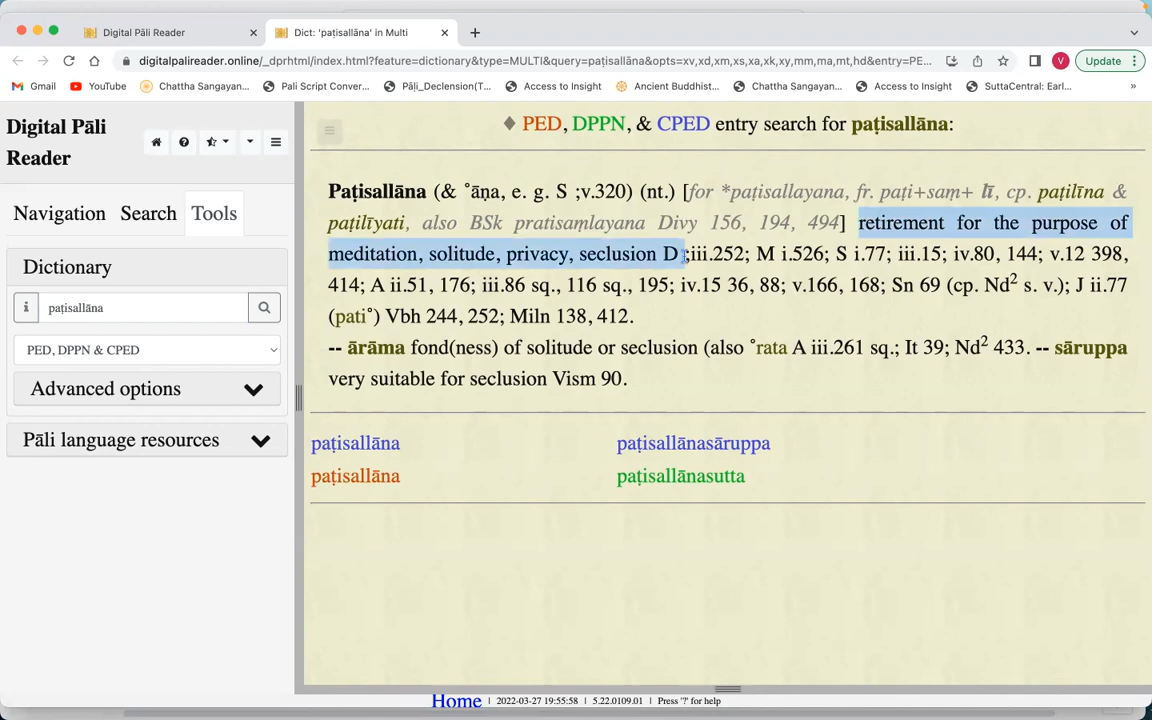 Digital Pāli Reader
Dict: 'paṭisallāna' in Multi
digitalpalireader.online/_dprhtml/index.html?feature=dictionary&type=MULTI&query=paṭisallāna&opts=xv,xd,xm,xs,xa,xk,xy,mm,ma,mt,hd&entry=PE...
V
Update
Gmail
YouTube
Chattha Sangayan...
Pali Script Conver...
Pāḷi_Declension(T...
Access to Insight
Ancient Buddhist...
Chattha Sangayan...
Access to Insight
SuttaCentral: Earl...
»
Digital Pāli
Reader
Navigation Search Tools
Dictionary
paṭisallāna
PED, DPPN & CPED
Advanced options
Pāli language resources
♦ PED, DPPN, & CPED entry search for paṭisallāna:
Paṭisallāna (& ˚āṇa, e. g. S ;v.320) (nt.) [for *paṭisallayana, fr. paṭi+saṃ+ lī, cp. paṭilīna &
paṭilīyati, also BSk pratisaṃlayana Divy 156, 194, 494] retirement for the purpose of
meditation, solitude, privacy, seclusion D ;iii.252; M i.526; S i.77; iii.15; iv.80, 144; v.12 398,
414; A ii.51, 176; iii.86 sq., 116 sq., 195; iv.15 36, 88; v.166, 168; Sn 69 (cp. Nd2 s. v.); J ii.77
(pati˚) Vbh 244, 252; Miln 138, 412.
-- ārāma fond(ness) of solitude or seclusion (also ˚rata A iii.261 sq.; It 39; Nd2 433. -- sāruppa
very suitable for seclusion Vism 90.
paṭisallāna paṭisallānasāruppa
paṭisallāna paṭisallānasutta
Home | 2022-03-27 19:55:58 | 5.22.0109.01 | Press '?' for help